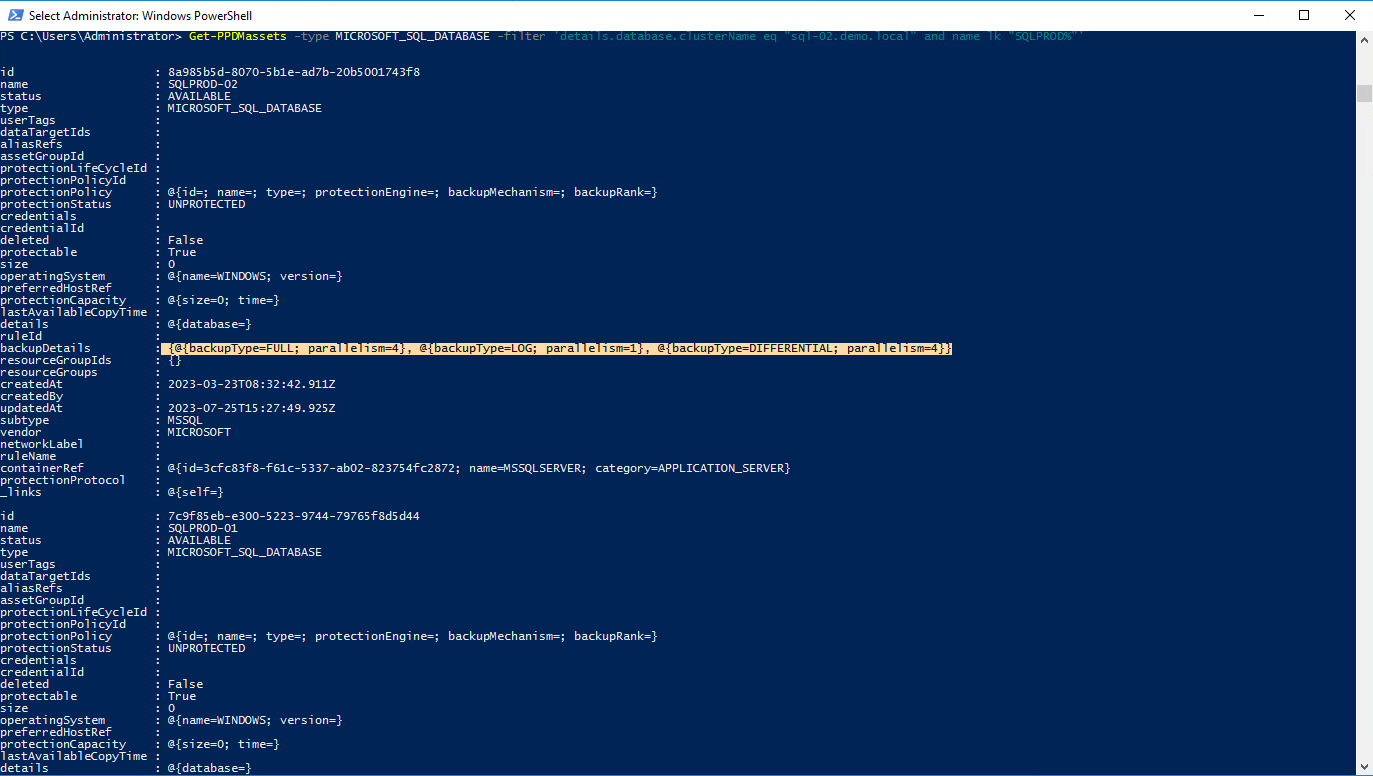 Select Administrator: Windows PowerShell
PS C:\Users\Administrator> Get-PPDMassets -type MICROSOFT_SQL_DATABASE -filter 'details.database.clusterName eq "sql-02.demo.local" and name lk "SQLPROD%"'
id : 8a985b5d-8070-5b1e-ad7b-20b5001743f8
name : SQLPROD-02
status : AVAILABLE
type : MICROSOFT_SQL_DATABASE
userTags :
dataTargetIds :
aliasRefs :
assetGroupId :
protectionLifeCycleId :
protectionPolicyId :
protectionPolicy : @{id=; name=; type=; protectionEngine=; backupMechanism=; backupRank=}
protectionStatus : UNPROTECTED
credentials :
credentialId :
deleted : False
protectable : True
size : 0
operatingSystem : @{name=WINDOWS; version=}
preferredHostRef :
protectionCapacity : @{size=0; time=}
lastAvailableCopyTime :
details : @{database=}
ruleId :
backupDetails : {@{backupType=FULL; parallelism=4}, @{backupType=LOG; parallelism=1}, @{backupType=DIFFERENTIAL; parallelism=4}}
resourceGroupIds : {}
resourceGroups :
createdAt : 2023-03-23T08:32:42.911Z
createdBy :
updatedAt : 2023-07-25T15:27:49.925Z
subtype : MSSQL
vendor : MICROSOFT
networkLabel :
ruleName :
containerRef : @{id=3cfc83f8-f61c-5337-ab02-823754fc2872; name=MSSQLSERVER; category=APPLICATION_SERVER}
protectionProtocol :
_links : @{self=}
id : 7c9f85eb-e300-5223-9744-79765f8d5d44
name : SQLPROD-01
status : AVAILABLE
type : MICROSOFT_SQL_DATABASE
userTags :
dataTargetIds :
aliasRefs :
assetGroupId :
protectionLifeCycleId :
protectionPolicyId :
protectionPolicy : @{id=; name=; type=; protectionEngine=; backupMechanism=; backupRank=}
protectionStatus : UNPROTECTED
credentials :
credentialId :
deleted : False
protectable : True
size : 0
operatingSystem : @{name=WINDOWS; version=}
preferredHostRef :
protectionCapacity : @{size=0; time=}
lastAvailableCopyTime :
details : @{database=}